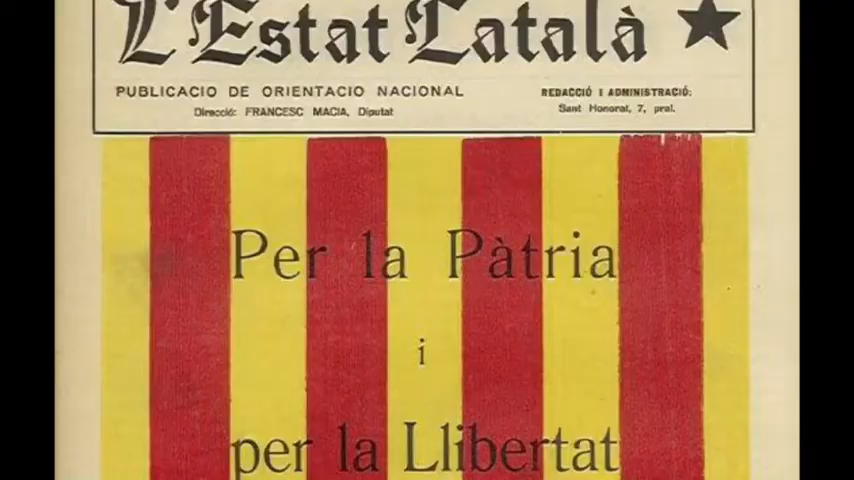 L'Estat Català
PUBLICACIO DE ORIENTACIO NACIONAL
Direcció: FRANCESC MACIA, Diputat
REDACCIÓ I ADMINISTRACIÓ:
Sant Honorat, 7, pral.
Per la Pàtria
i
per la Llibertat